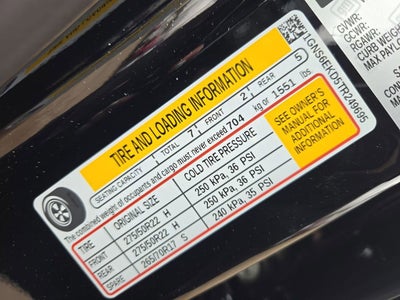 TIRE AND LOADING INFORMATION
SEATING CAPACITY | TOTAL 7 | FRONT 2 | REAR 5
The combined weight of occupants and cargo must never exceed 704 kg or 1551 lbs
TIRE | ORIGINAL SIZE | COLD TIRE PRESSURE
FRONT | 275/50R22 H | 250 kPa, 36 PSI
REAR | 275/50R22 H | 250 kPa, 36 PSI
SPARE | 265/70R17 S | 240 kPa, 35 PSI
SEE OWNER'S
MANUAL FOR
ADDITIONAL
INFORMATION
1GNS6EKD5TR249695
GVWR:
GCWR:
RGAWR:
CURB WEIGH
MAX. PAYLO